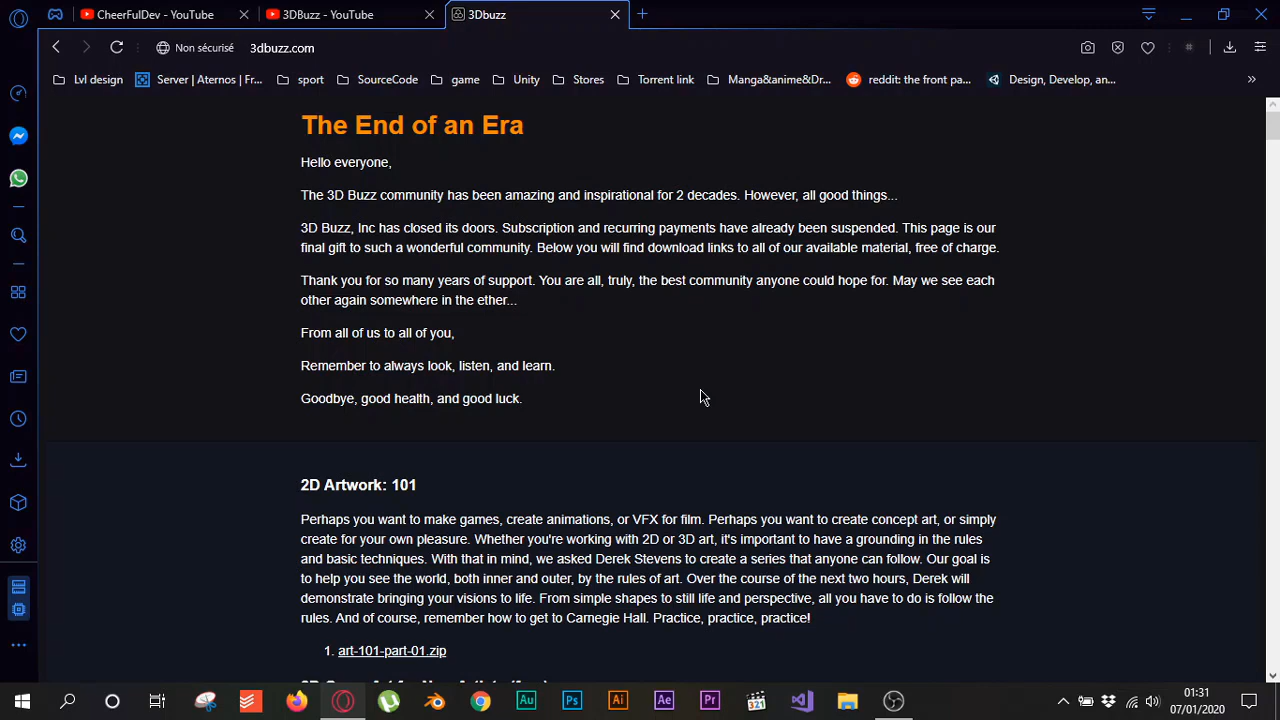 CheerFulDev - YouTube
3DBuzz - YouTube
3Dbuzz
Non sécurisé
3dbuzz.com
Lvl design
Server | Aternos | Fr...
sport
SourceCode
game
Unity
Stores
Torrent link
Manga&anime&Dr...
reddit: the front pa...
Design, Develop, an...
The End of an Era
Hello everyone,
The 3D Buzz community has been amazing and inspirational for 2 decades. However, all good things...
3D Buzz, Inc has closed its doors. Subscription and recurring payments have already been suspended. This page is our
final gift to such a wonderful community. Below you will find download links to all of our available material, free of charge.
Thank you for so many years of support. You are all, truly, the best community anyone could hope for. May we see each
other again somewhere in the ether...
From all of us to all of you,
Remember to always look, listen, and learn.
Goodbye, good health, and good luck.
2D Artwork: 101
Perhaps you want to make games, create animations, or VFX for film. Perhaps you want to create concept art, or simply
create for your own pleasure. Whether you're working with 2D or 3D art, it's important to have a grounding in the rules
and basic techniques. With that in mind, we asked Derek Stevens to create a series that anyone can follow. Our goal is
to help you see the world, both inner and outer, by the rules of art. Over the course of the next two hours, Derek will
demonstrate bringing your visions to life. From simple shapes to still life and perspective, all you have to do is follow the
rules. And of course, remember how to get to Carnegie Hall. Practice, practice, practice!
1. art-101-part-01.zip
Au
Ps
Ai
Ae
Pr
321
01:31
07/01/2020